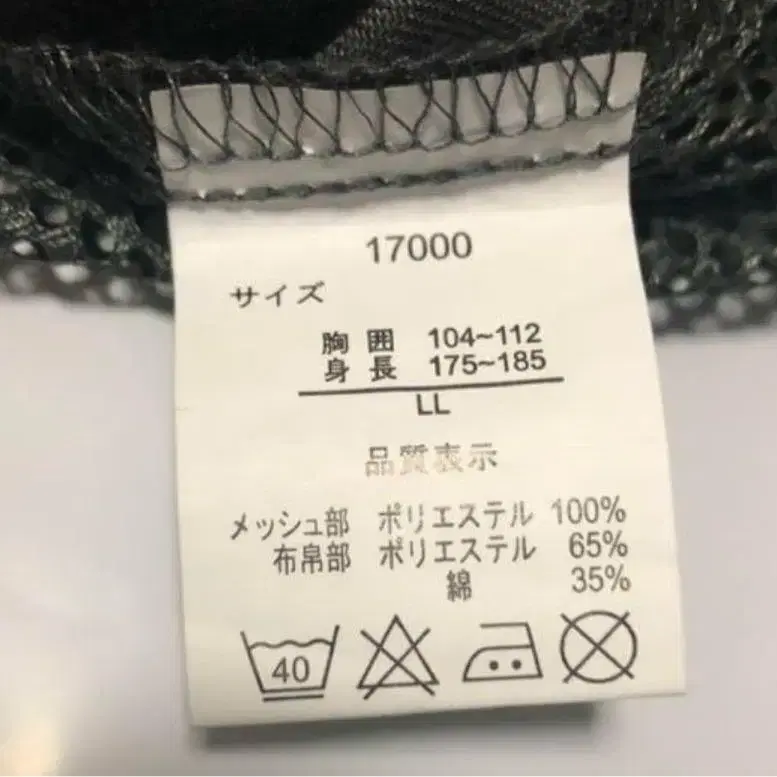 17000
サイズ
胸囲 104~112
身長 175~185
LL
品質表示
メッシュ部 ポリエステル 100%
布帛部 ポリエステル 65%
綿 35%
40